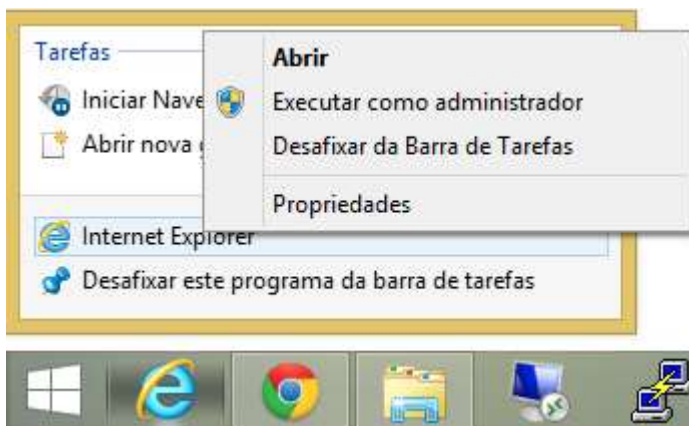 Tarefas
Abrir
Iniciar
Executar como administrador
Abrir nova
Desafixar da Barra de Tarefas
Propriedades
Internet Explorer
Desafixar este programa da barra de tarefas